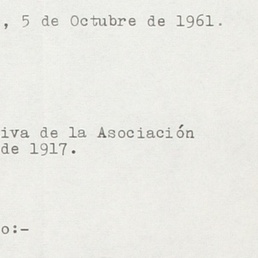 , 5 de Octubre de 1961.
iva de la Asociación
de 1917.
o:-